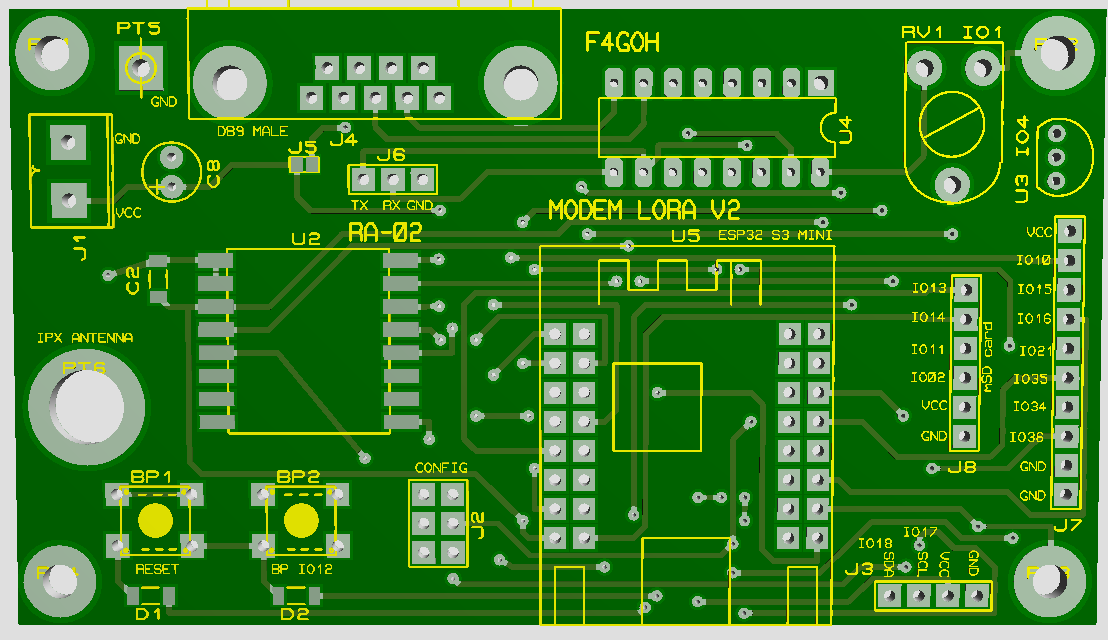 PT5
GND
F4GOH
RV1 IO1
DB9 MALE
J4
J5
J6
TX RX GND
U4
U3 IO4
GND
VCC
J1
C8
+
MODEM LORA V2
RA-02
U2
C2
U5 ESP32 S3 MINI
IPX ANTENNA
PT6
VCC
IO10
IO15
IO16
IO21
IO35
IO34
IO36
GND
GND
J7
IO13
IO14
IO11
IO02
VCC
GND
J8
MSD card
BP1
RESET
D1
BP2
BP IO12
D2
CONFIG
J2
IO17
IO18
J3
SDA
SCL
VCC
GND